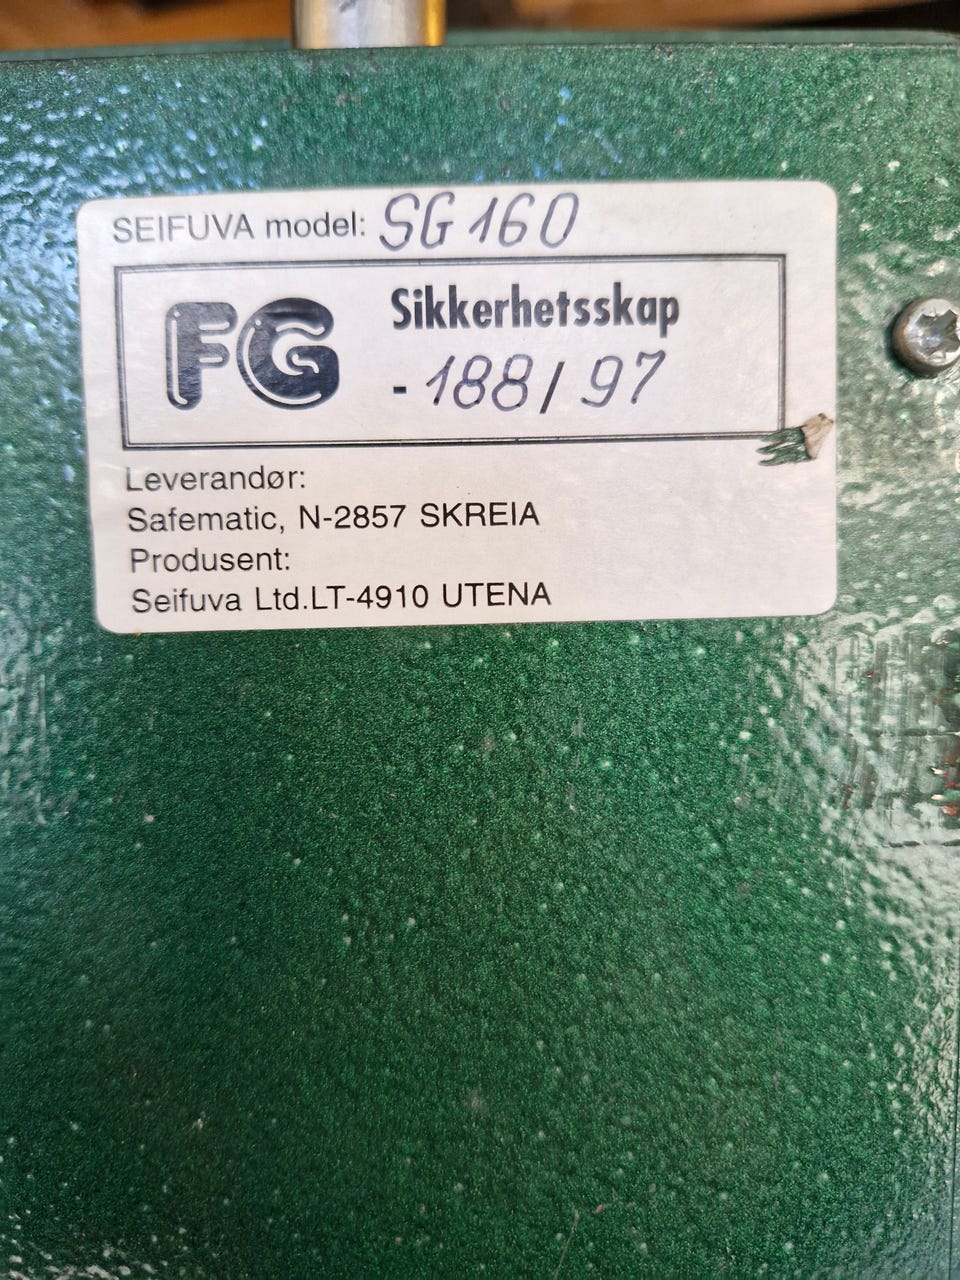 SEIFUVA model: SG 160
FG
Sikkerhetsskap
- 188 / 97
Leverandør:
Safematic, N-2857 SKREIA
Produsent:
Seifuva Ltd.LT-4910 UTENA